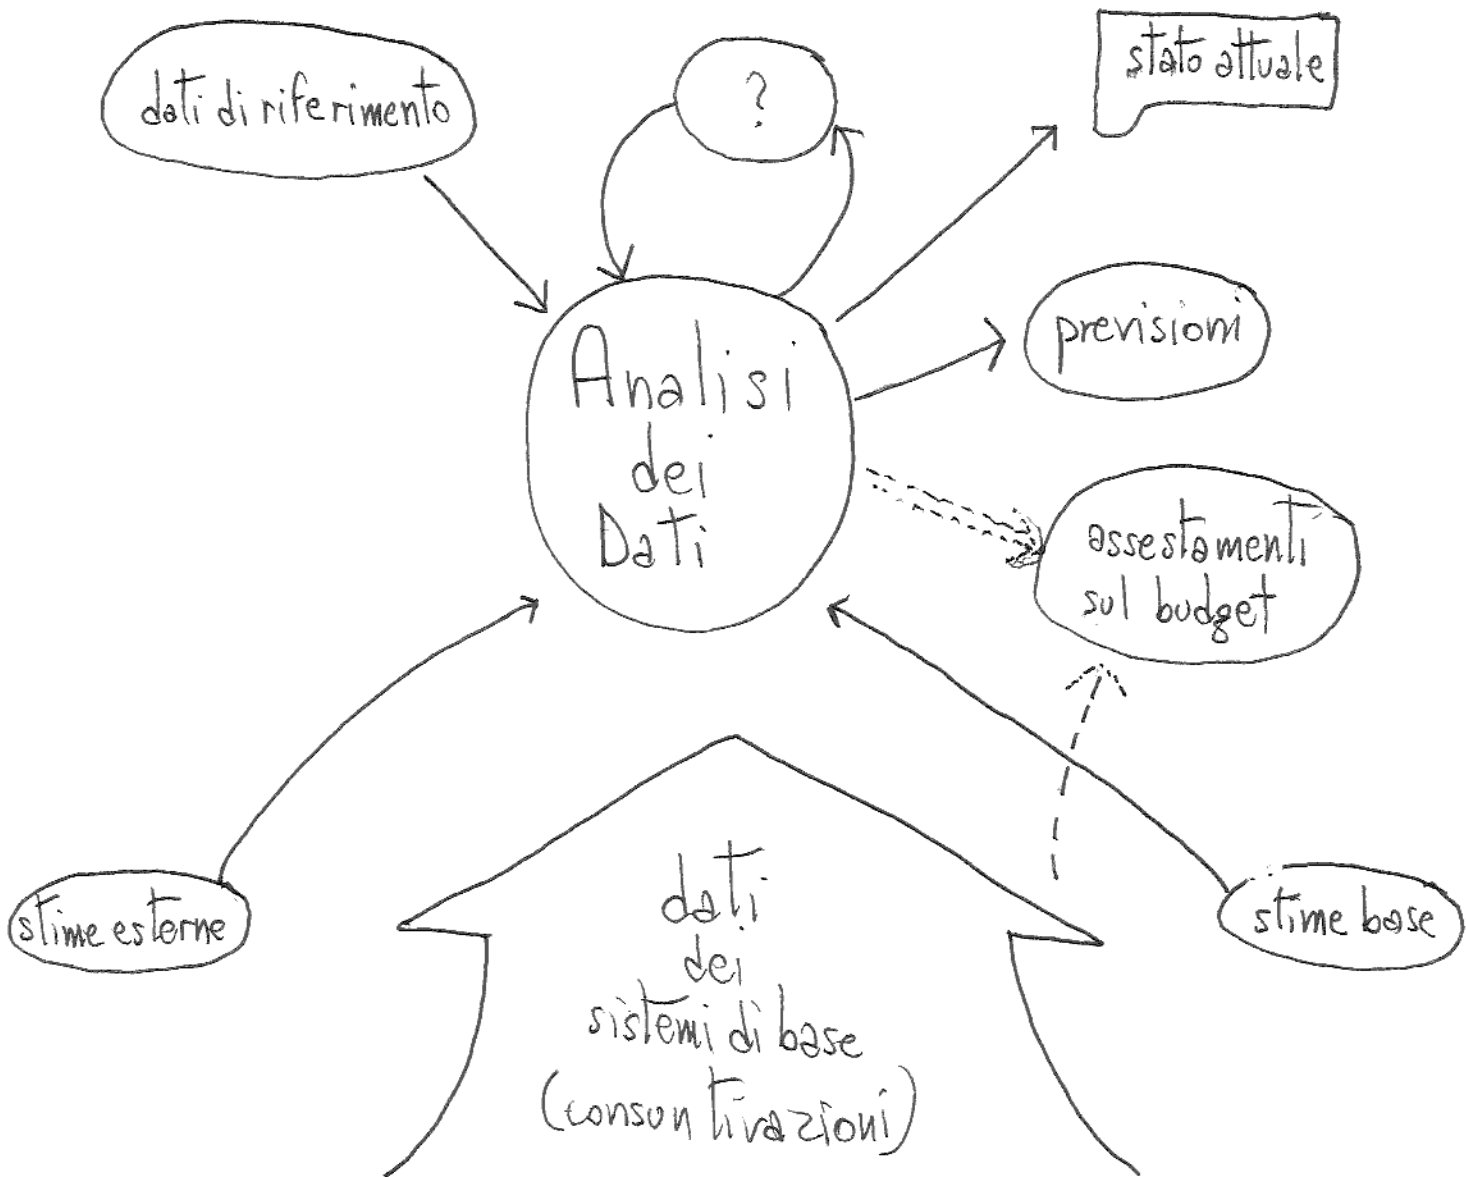 dati di riferimento
?
stato attuale
previsioni
Analisi
dei
Dati
assestamenti
sul budget
stime esterne
dati
dei
sistemi di base
(consuntivazioni)
stime base